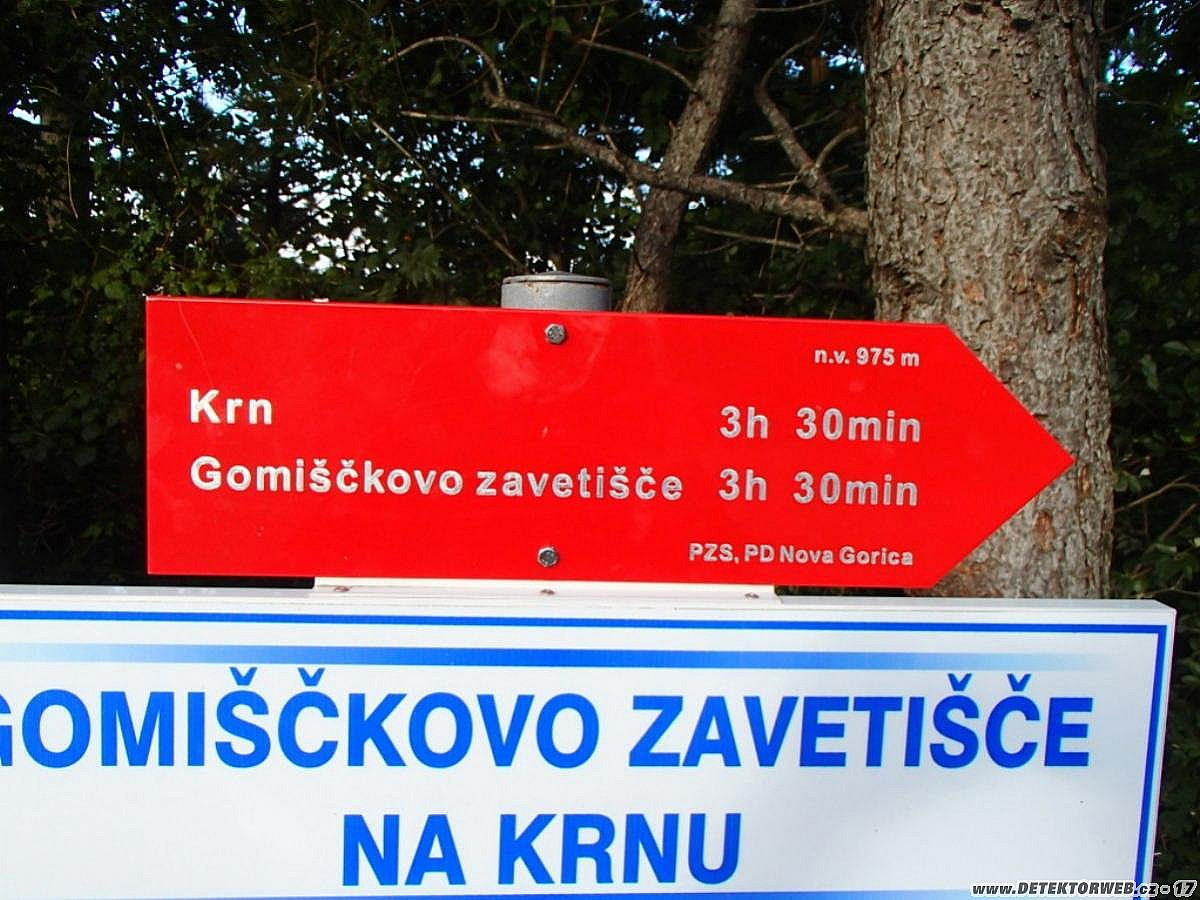 n.v. 975 m
Krn 3h 30min
Gomiščkovo zavetišče 3h 30min
PZS, PD Nova Gorica
GOMIŠČKOVO ZAVETIŠČE
NA KRNU
www.DETEKTORWEB.cz - 17